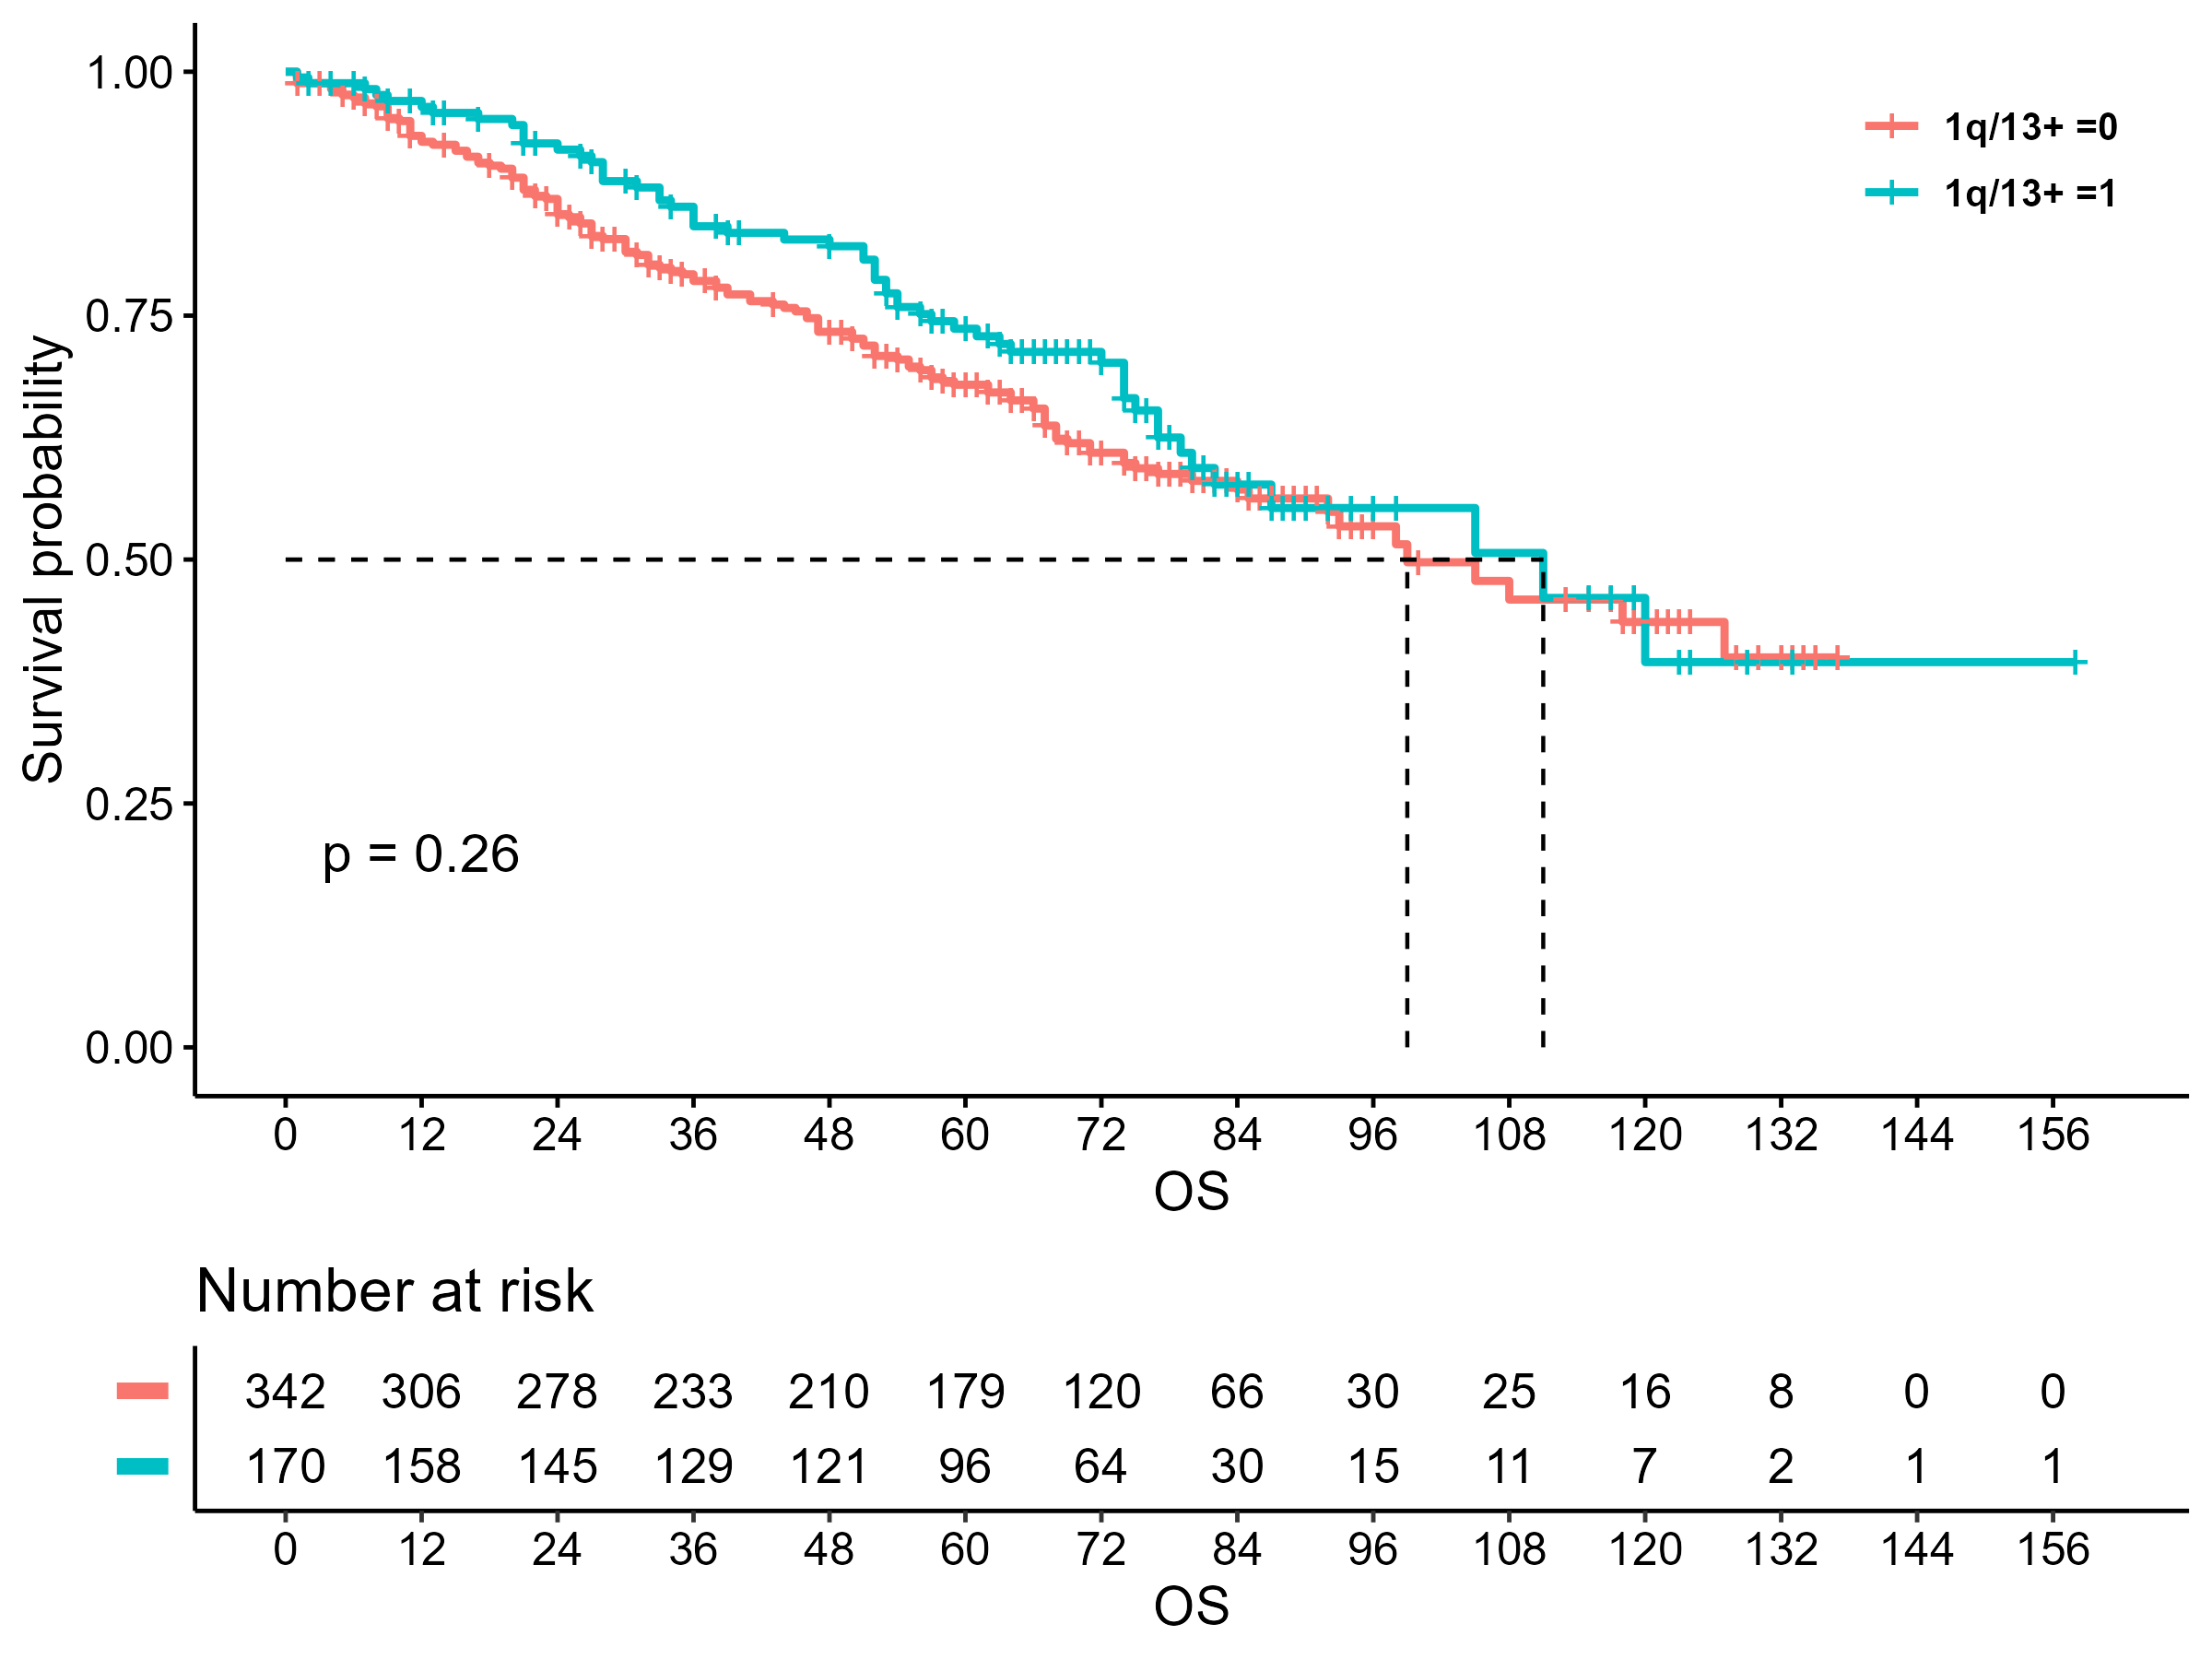 1.00
0.75
0.50
0.25
0.00
Survival probability
1q/13+ =0
1q/13+ =1
p = 0.26
0 12 24 36 48 60 72 84 96 108 120 132 144 156
OS
Number at risk
342 306 278 233 210 179 120 66 30 25 16 8 0 0
170 158 145 129 121 96 64 30 15 11 7 2 1 1
0 12 24 36 48 60 72 84 96 108 120 132 144 156
OS